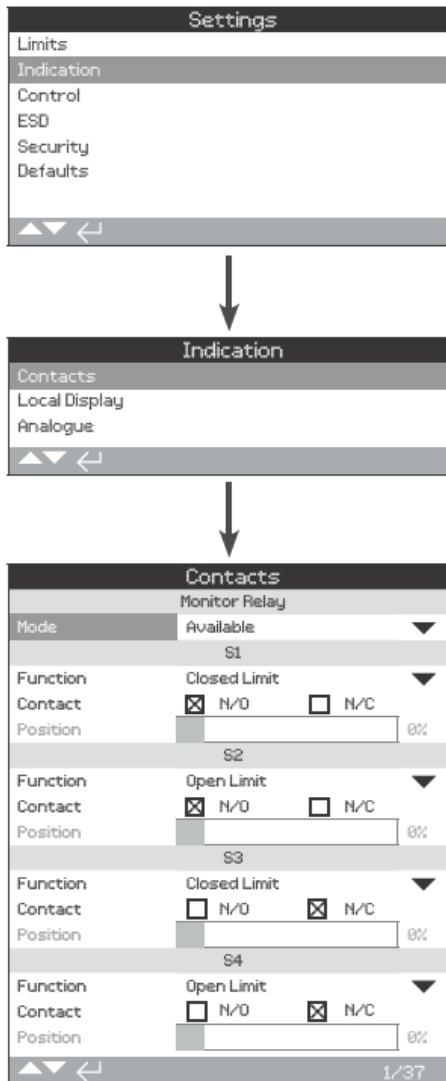 Settings
Limits
Indication
Control
ESD
Security
Defaults
Indication
Contacts
Local Display
Analogue
Contacts
Monitor Relay
Mode Available
S1
Function Closed Limit
Contact N/O N/C
Position 0%
S2
Function Open Limit
Contact N/O N/C
Position 0%
S3
Function Closed Limit
Contact N/O N/C
Position 0%
S4
Function Open Limit
Contact N/O N/C
Position 0%
1/37